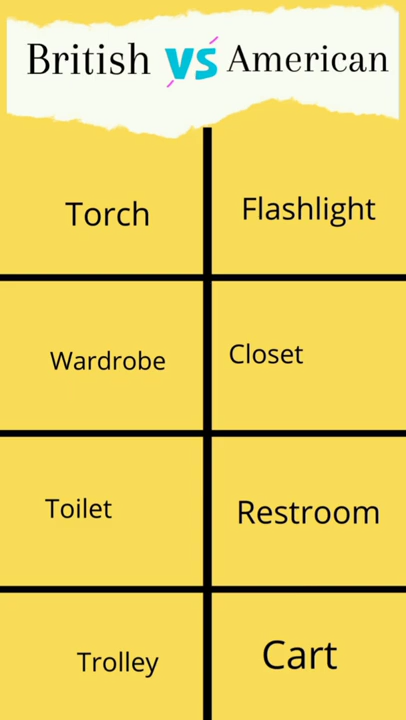 British vs American
Torch Flashlight
Wardrobe Closet
Toilet Restroom
Trolley Cart